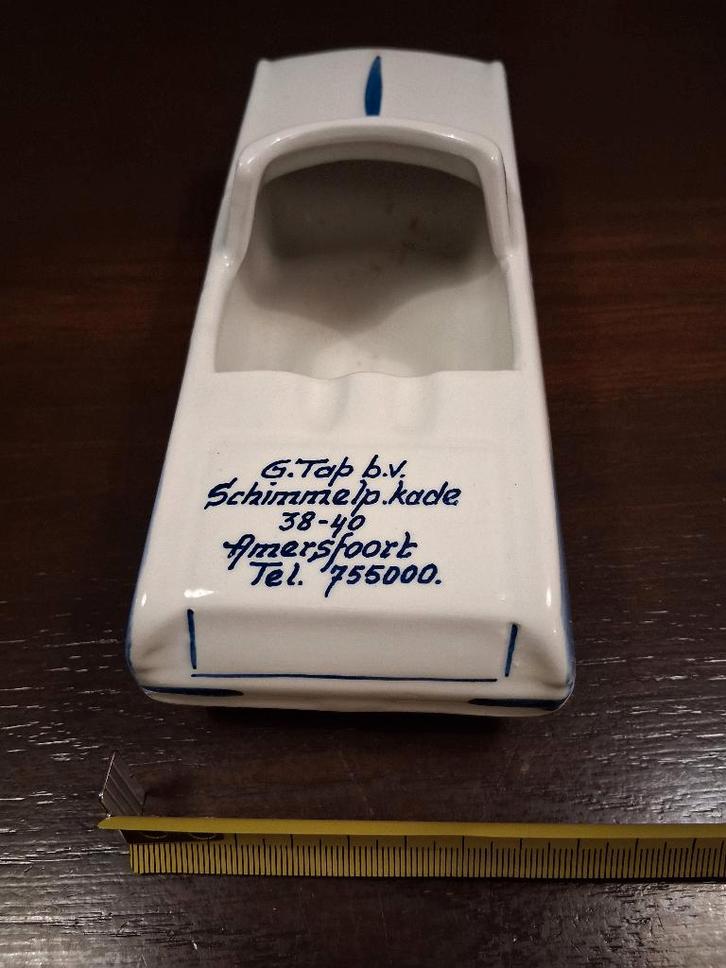 G.Tap b.v.
Schimmelp.kade
38-40
Amersfoort
Tel. 755000.